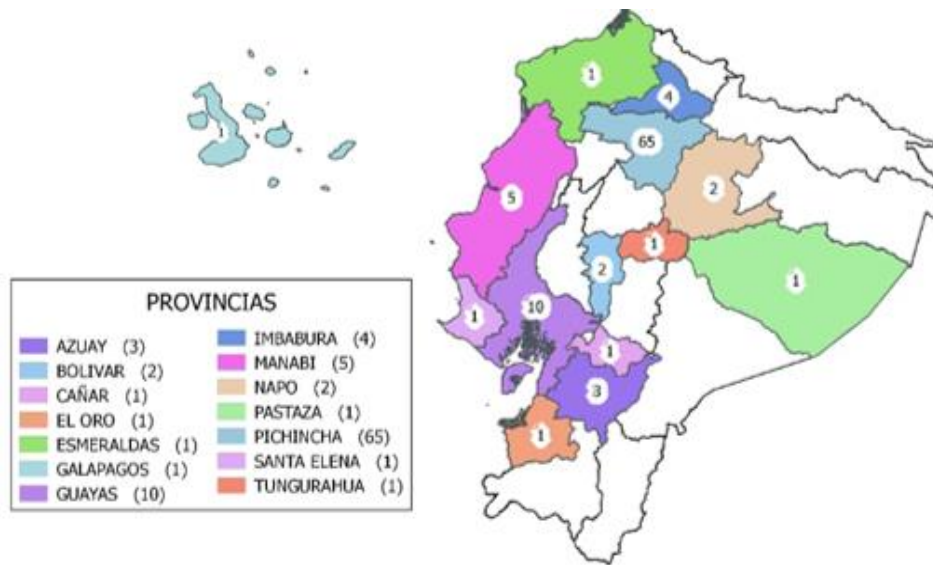 1
4
65
1
5
2
1
2
1
10
1
1
3
1
PROVINCIAS
AZUAY (3)
BOLIVAR (2)
CAÑAR (1)
EL ORO (1)
ESMERALDAS (1)
GALAPAGOS (1)
GUAYAS (10)
IMBABURA (4)
MANABI (5)
NAPO (2)
PASTAZA (1)
PICHINCHA (65)
SANTA ELENA (1)
TUNGURAHUA (1)